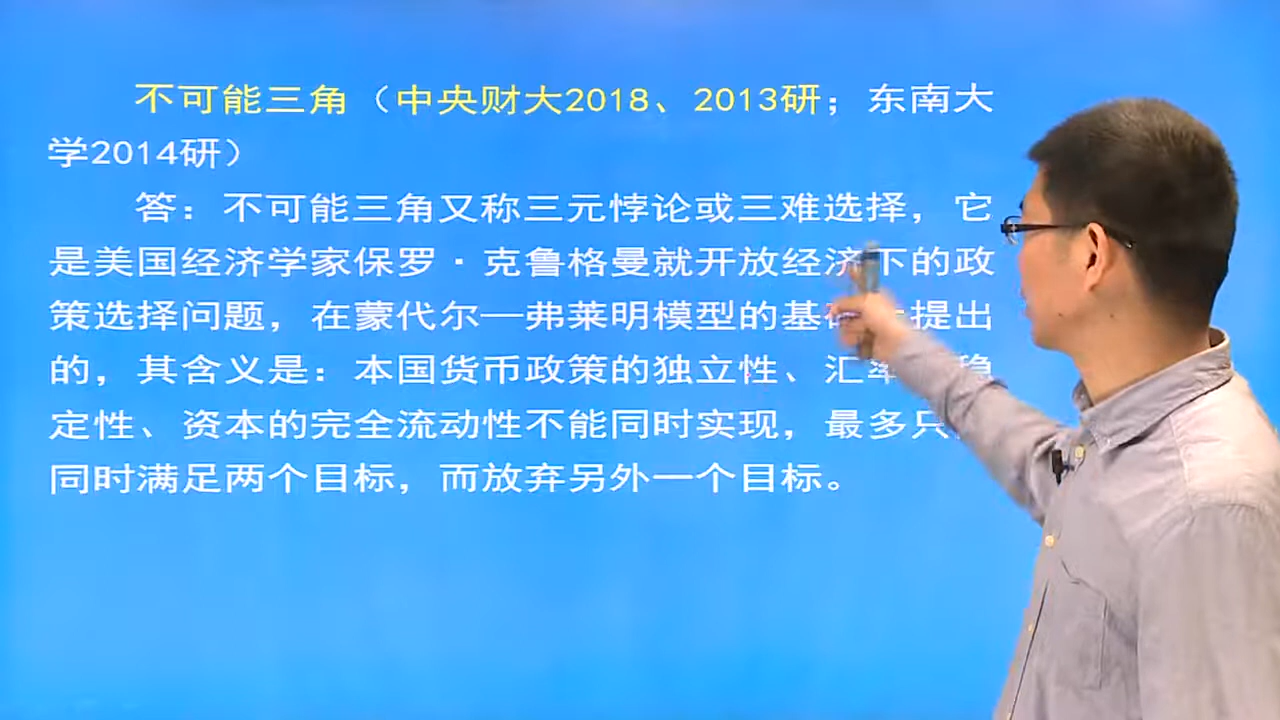 不可能三角（中央财大2018、2013研；东南大
学2014研）
答：不可能三角又称三元悖论或三难选择，它
是美国经济学家保罗·克鲁格曼就开放经济下的政
策选择问题，在蒙代尔—弗莱明模型的基 提出
的，其含义是：本国货币政策的独立性、汇率 稳
定性、资本的完全流动性不能同时实现，最多只
同时满足两个目标，而放弃另外一个目标。